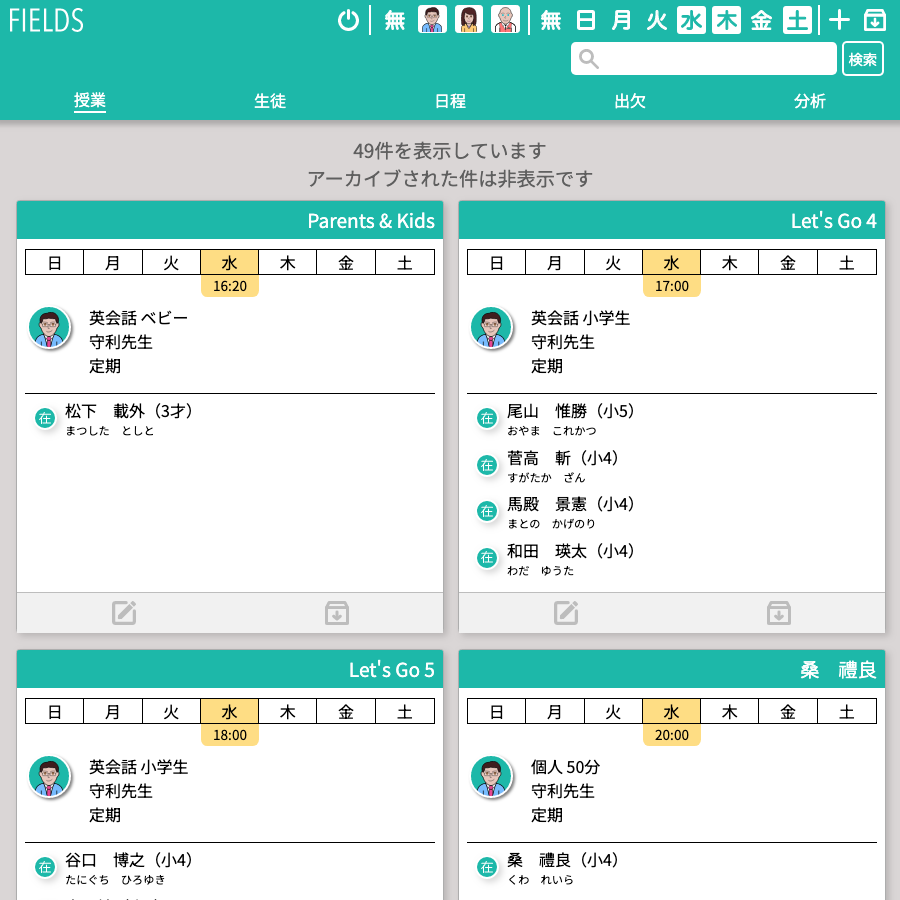 FIELDS
無
無 日 月 火 水 木 金 土
検索
授業 生徒 日程 出欠 分析
49件を表示しています
アーカイブされた件は非表示です
Parents & Kids
日 月 火 水 木 金 土
16:20
英会話 ベビー
守利先生
定期
在 松下　載外（3才）
まつした　としと
Let's Go 4
日 月 火 水 木 金 土
17:00
英会話 小学生
守利先生
定期
在 尾山　惟勝（小5）
おやま　これかつ
在 菅高　斬（小4）
すがたか　ざん
在 馬殿　景憲（小4）
まとの　かげのり
在 和田　瑛太（小4）
わだ　ゆうた
Let's Go 5
日 月 火 水 木 金 土
18:00
英会話 小学生
守利先生
定期
在 谷口　博之（小4）
たにぐち　ひろゆき
桑　禮良
日 月 火 水 木 金 土
20:00
個人 50分
守利先生
定期
在 桑　禮良（小4）
くわ　れいら